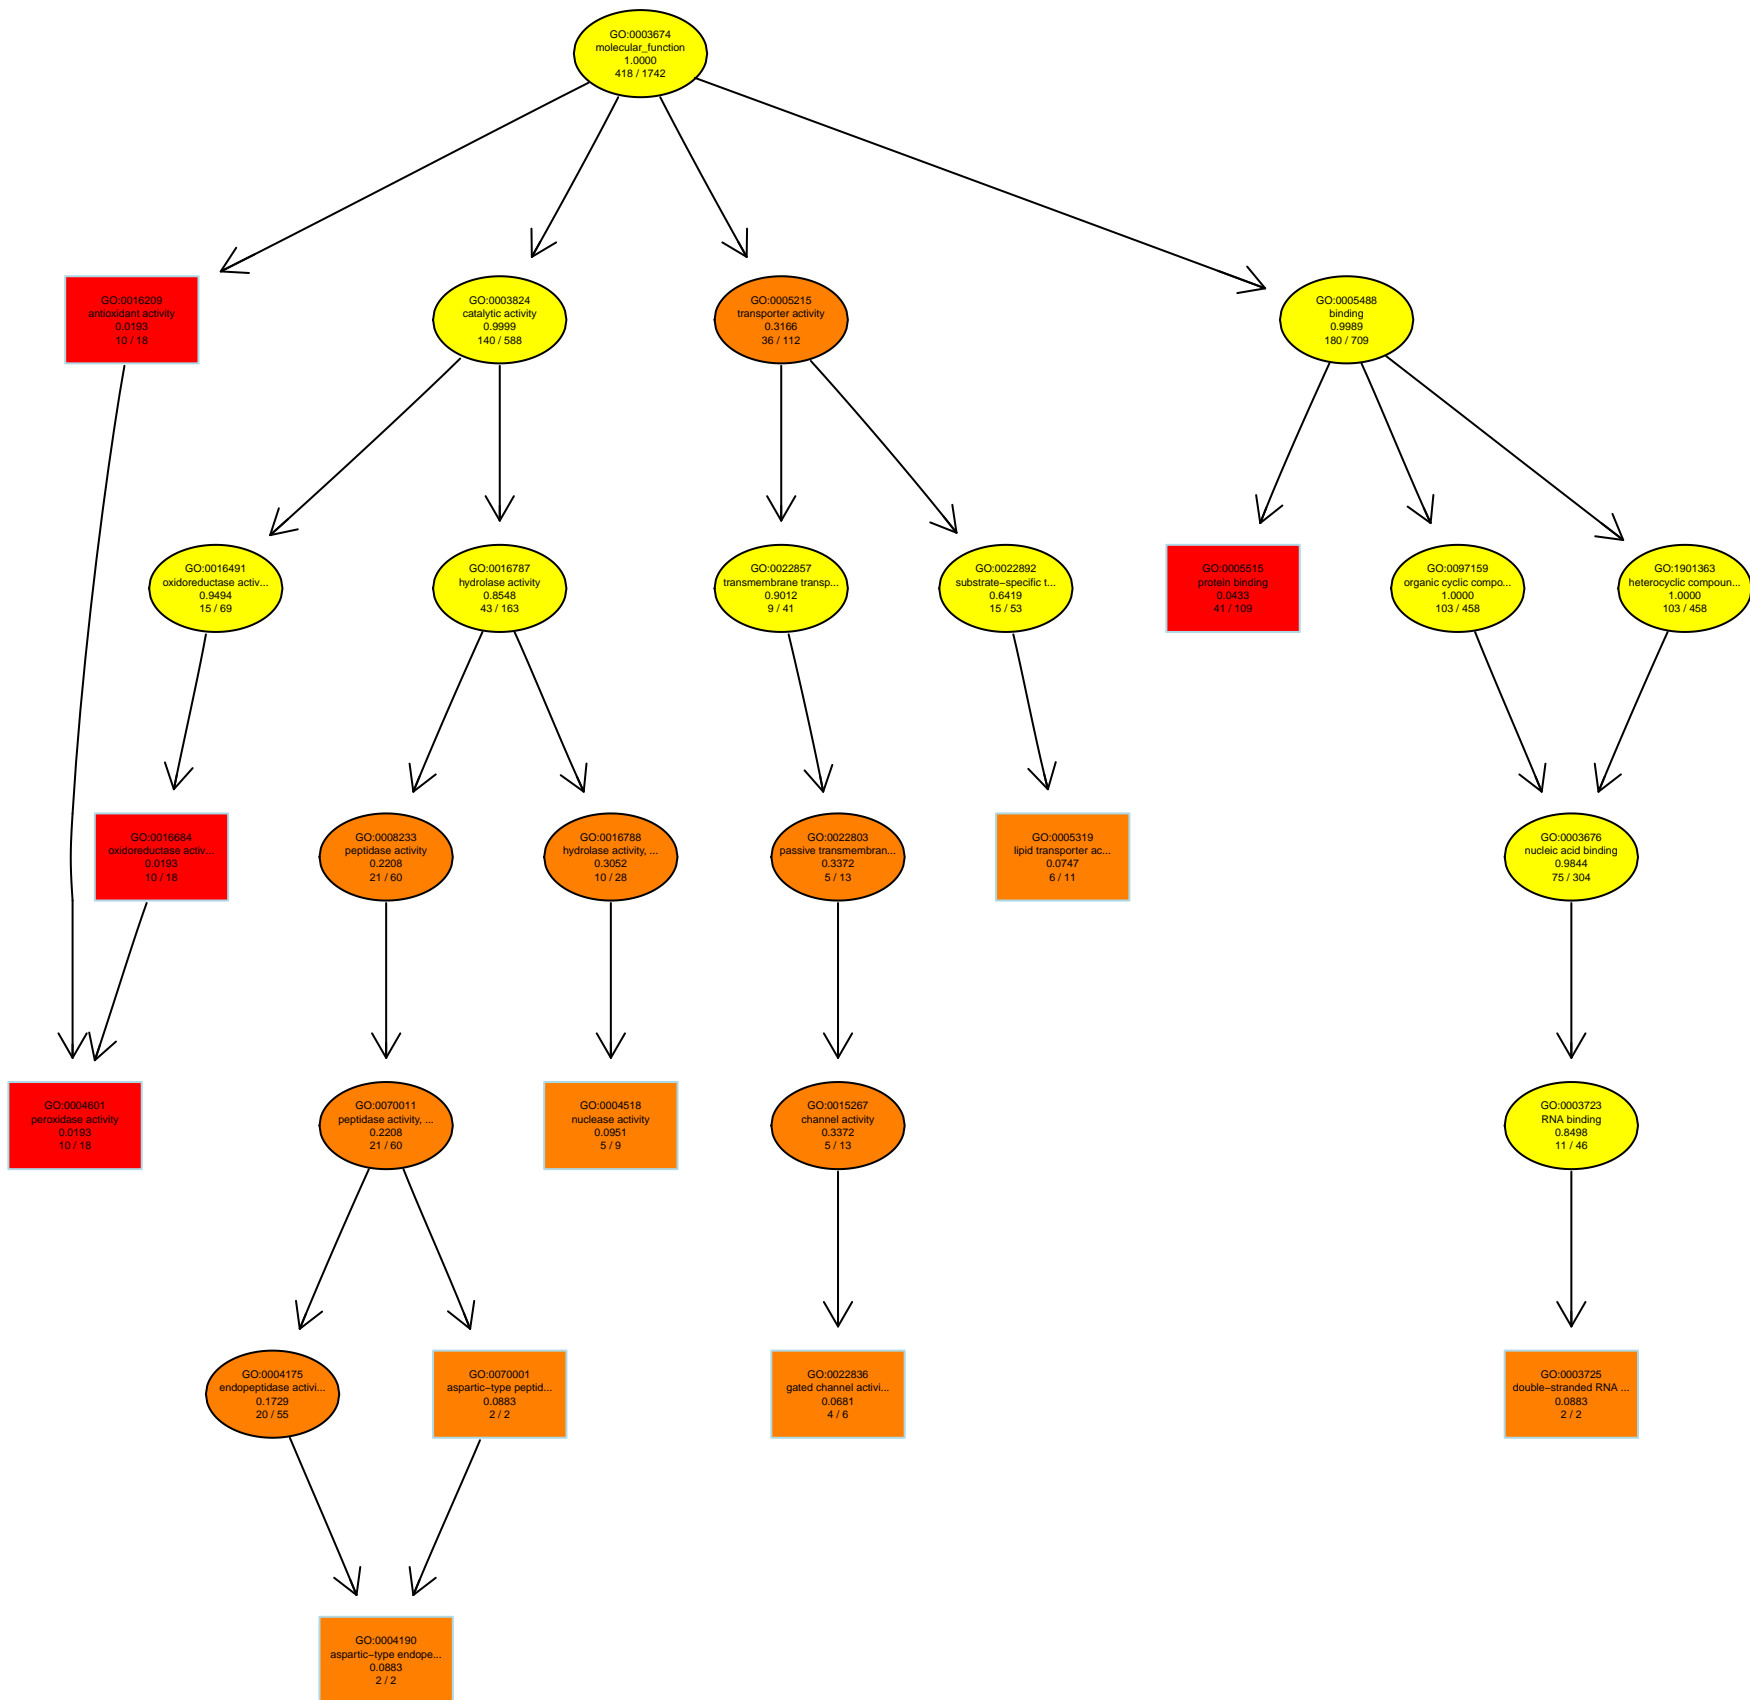 GO:0003674
molecular_function
1.0000
418 / 1742
GO:0016209
antioxidant activity
0.0193
10 / 18
GO:0003824
catalytic activity
0.9999
140 / 588
GO:0005215
transporter activity
0.3166
36 / 112
GO:0005488
binding
0.9989
180 / 709
GO:0016491
oxidoreductase activ...
0.9494
15 / 69
GO:0016787
hydrolase activity
0.8548
43 / 163
GO:0022857
transmembrane transp...
0.9012
9 / 41
GO:0022892
substrate−specific t...
0.6419
15 / 53
GO:0005515
protein binding
0.0433
41 / 109
GO:0097159
organic cyclic compo...
1.0000
103 / 458
GO:1901363
heterocyclic compoun...
1.0000
103 / 458
GO:0016684
oxidoreductase activ...
0.0193
10 / 18
GO:0008233
peptidase activity
0.2208
21 / 60
GO:0016788
hydrolase activity, ...
0.3052
10 / 28
GO:0022803
passive transmembran...
0.3372
5 / 13
GO:0005319
lipid transporter ac...
0.0747
6 / 11
GO:0003676
nucleic acid binding
0.9844
75 / 304
GO:0004601
peroxidase activity
0.0193
10 / 18
GO:0070011
peptidase activity, ...
0.2208
21 / 60
GO:0004518
nuclease activity
0.0951
5 / 9
GO:0015267
channel activity
0.3372
5 / 13
GO:0003723
RNA binding
0.8498
11 / 46
GO:0004175
endopeptidase activi...
0.1729
20 / 55
GO:0070001
aspartic−type peptid...
0.0883
2 / 2
GO:0022836
gated channel activi...
0.0681
4 / 6
GO:0003725
double−stranded RNA ...
0.0883
2 / 2
GO:0004190
aspartic−type endope...
0.0883
2 / 2